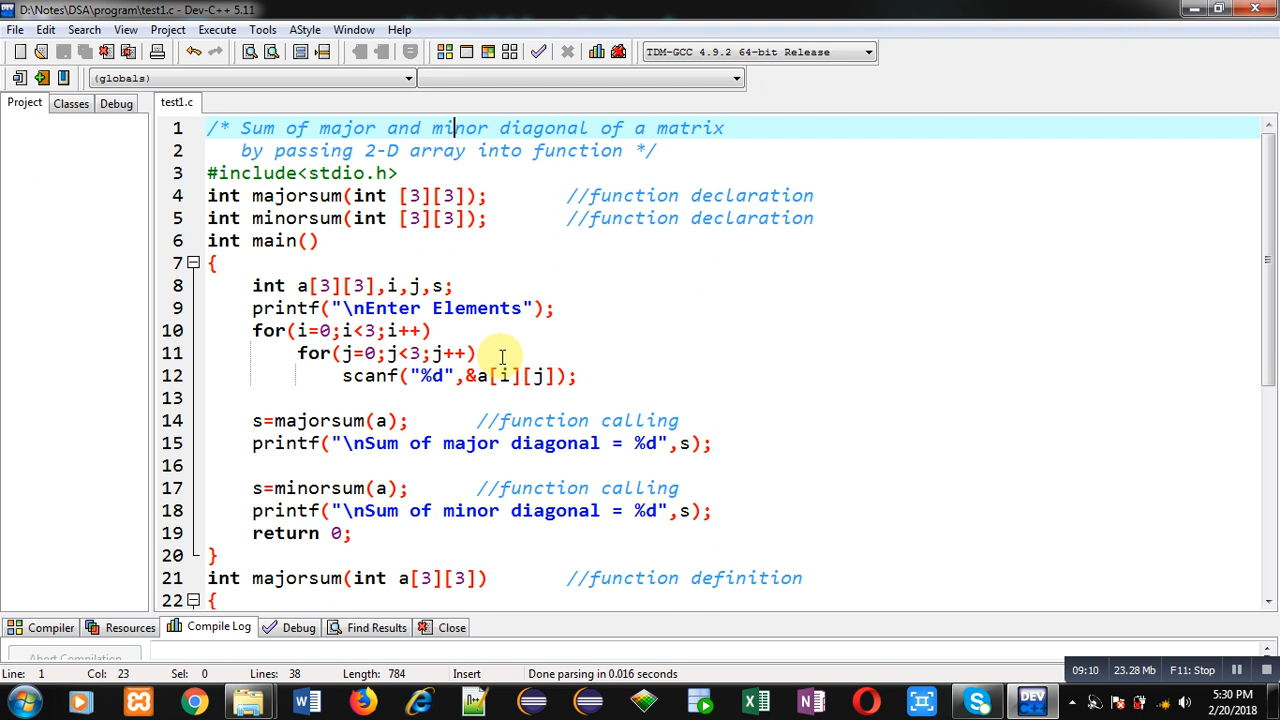 D:\Notes\DSA\program\test1.c - Dev-C++ 5.11
File Edit Search View Project Execute Tools AStyle Window Help
TDM-GCC 4.9.2 64-bit Release
(globals)
Project Classes Debug test1.c
1 /* Sum of major and minor diagonal of a matrix
2 by passing 2-D array into function */
3 #include<stdio.h>
4 int majorsum(int [3][3]); //function declaration
5 int minorsum(int [3][3]); //function declaration
6 int main()
7 {
8 int a[3][3],i,j,s;
9 printf("\nEnter Elements");
10 for(i=0;i<3;i++)
11 for(j=0;j<3;j++)
12 scanf("%d",&a[i][j]);
13
14 s=majorsum(a); //function calling
15 printf("\nSum of major diagonal = %d",s);
16
17 s=minorsum(a); //function calling
18 printf("\nSum of minor diagonal = %d",s);
19 return 0;
20 }
21 int majorsum(int a[3][3]) //function definition
22 {
Compiler Resources Compile Log Debug Find Results Close
Abort Compilation
Line: 1 Col: 23 Sel: 0 Lines: 38 Length: 784 Insert Done parsing in 0.016 seconds
09:10 23.28 Mb F11: Stop
5:30 PM
2/20/2018